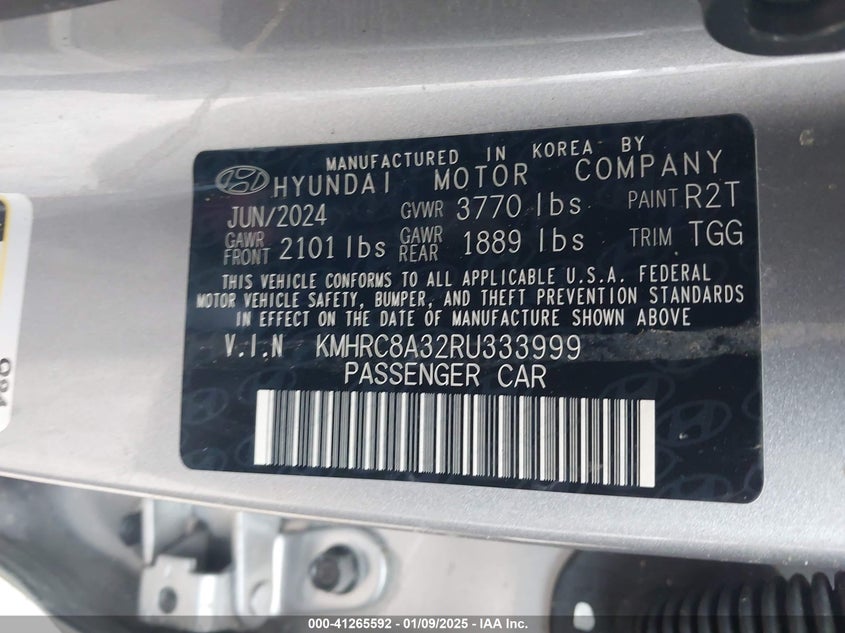 MANUFACTURED IN KOREA BY
HYUNDAI MOTOR COMPANY
JUN/2024 GVWR 3770 lbs PAINT R2T
GAWR FRONT 2101 lbs GAWR REAR 1889 lbs TRIM TGG
THIS VEHICLE CONFORMS TO ALL APPLICABLE U.S.A. FEDERAL
MOTOR VEHICLE SAFETY, BUMPER, AND THEFT PREVENTION STANDARDS
IN EFFECT ON THE DATE OF MANUFACTURE SHOWN ABOVE
V.I.N KMHRC8A32RU333999
PASSENGER CAR
000-41265592 - 01/09/2025 - IAA Inc.